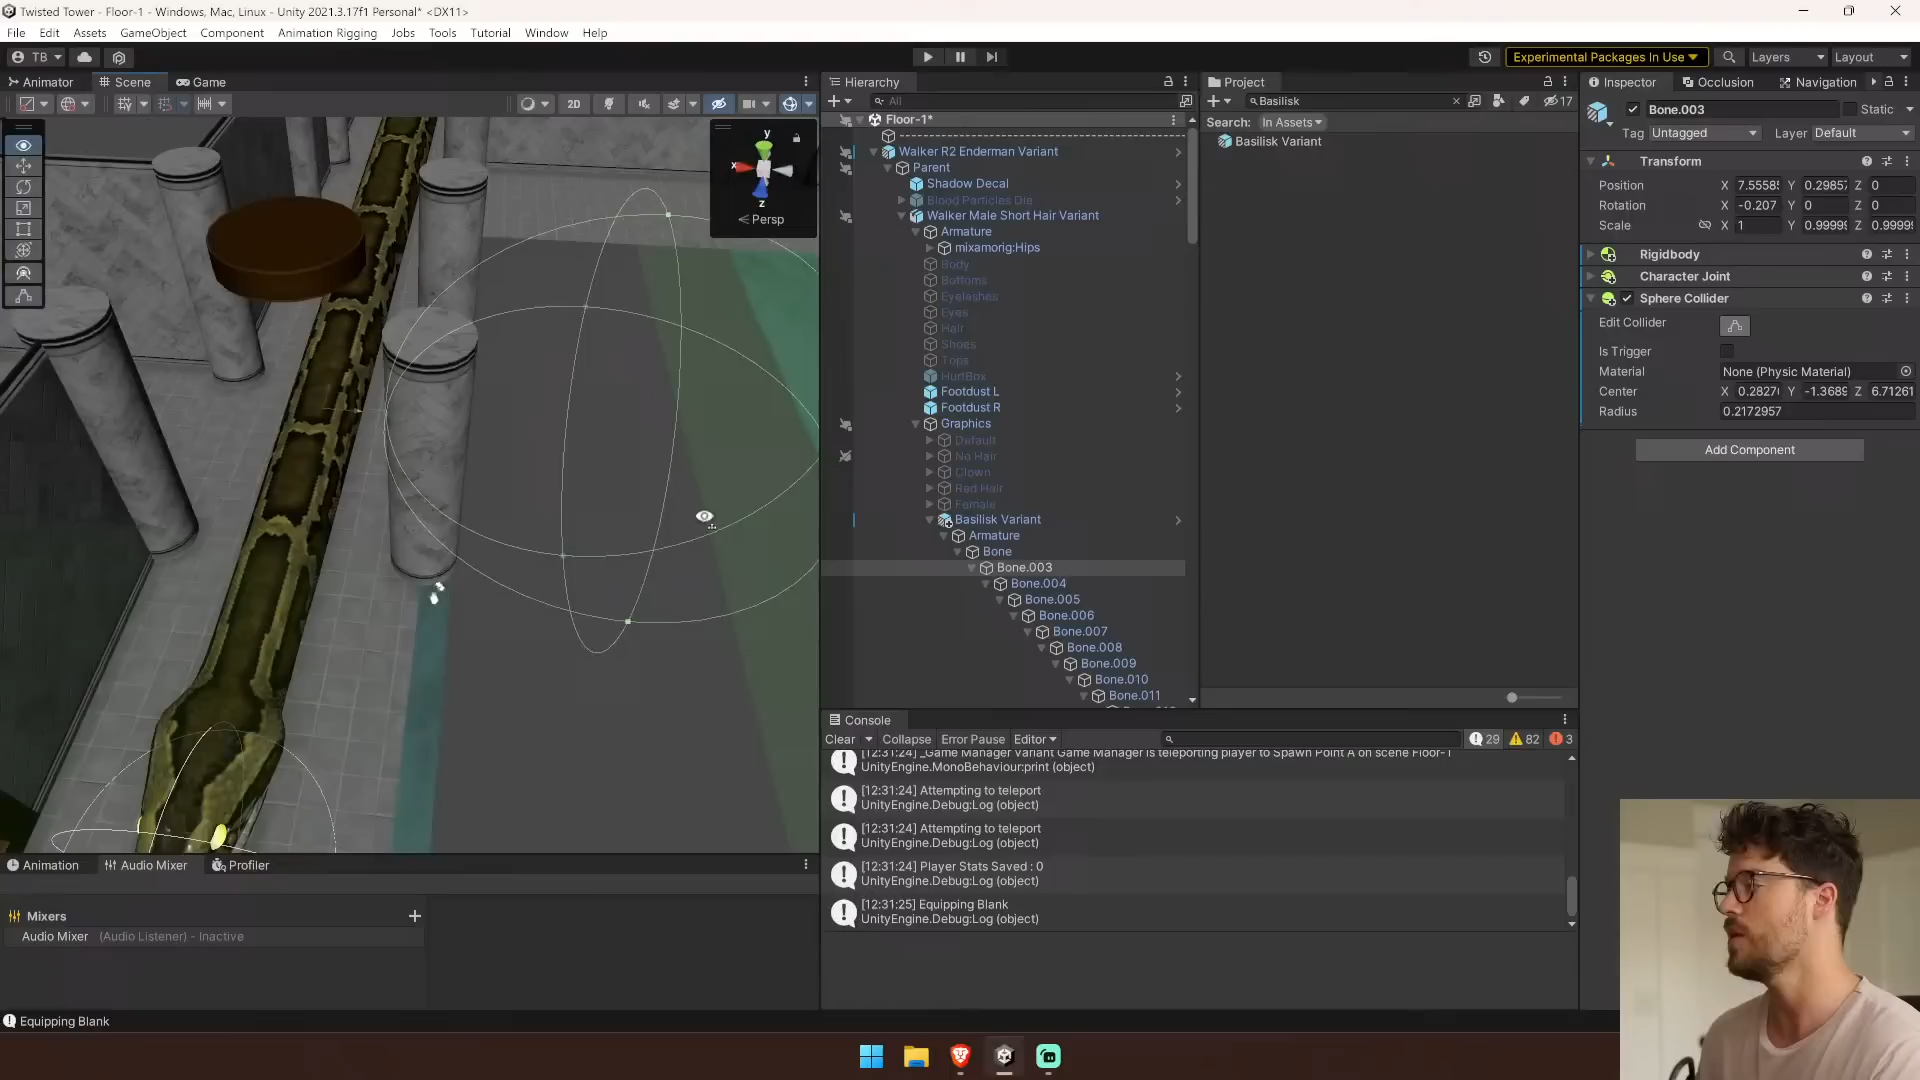 Twisted Tower - Floor-1 - Windows, Mac, Linux - Unity 2021.3.17f1 Personal* <DX11>
File Edit Assets GameObject Component Animation Rigging Jobs Tools Tutorial Window Help
TB
Experimental Packages In Use
Layers
Layout
Animator
Scene
Game
2D
y
x
z
Persp
Hierarchy
All
Floor-1*
Walker R2 Enderman Variant
Parent
Shadow Decal
Blood Particles Die
Walker Male Short Hair Variant
Armature
mixamorig:Hips
Body
Bottoms
Eyelashes
Eyes
Hair
Shoes
Tops
HurtBox
Footdust L
Footdust R
Graphics
Default
No Hair
Clown
Red Hair
Female
Basilisk Variant
Armature
Bone
Bone.003
Bone.004
Bone.005
Bone.006
Bone.007
Bone.008
Bone.009
Bone.010
Bone.011
Project
Basilisk
17
Search: In Assets
Basilisk Variant
Inspector
Occlusion
Navigation
Bone.003
Static
Tag Untagged
Layer Default
Transform
Position X 7.5558 Y 0.2985 Z 0
Rotation X -0.207 Y 0 Z 0
Scale X 1 Y 0.9999 Z 0.9999
Rigidbody
Character Joint
Sphere Collider
Edit Collider
Is Trigger
Material None (Physic Material)
Center X 0.2827 Y -1.3689 Z 6.71261
Radius 0.2172957
Add Component
Console
Clear Collapse Error Pause Editor
29 82 3
[12:31:24] _Game Manager Variant Game Manager is teleporting player to Spawn Point A on scene Floor-1
UnityEngine.MonoBehaviour:print (object)
[12:31:24] Attempting to teleport
UnityEngine.Debug:Log (object)
[12:31:24] Attempting to teleport
UnityEngine.Debug:Log (object)
[12:31:24] Player Stats Saved : 0
UnityEngine.Debug:Log (object)
[12:31:25] Equipping Blank
UnityEngine.Debug:Log (object)
Animation
Audio Mixer
Profiler
Mixers
Audio Mixer (Audio Listener) - Inactive
Equipping Blank